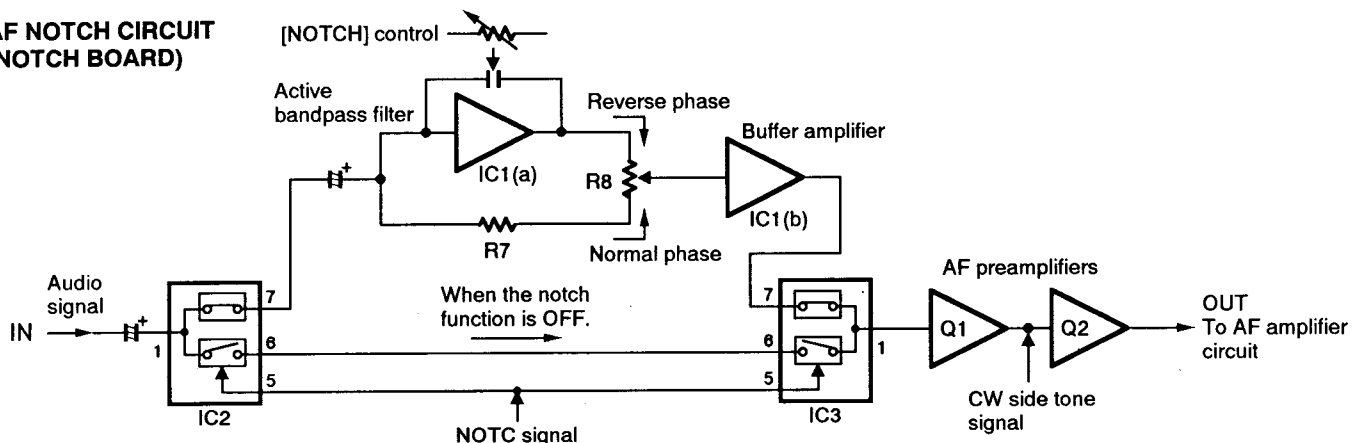 AF NOTCH CIRCUIT
NOTCH BOARD)
[NOTCH] control
Active
bandpass filter
Reverse phase
Buffer amplifier
IC1(a)
R8
IC1(b)
R7
Normal phase
Audio
signal
When the notch
function is OFF.
AF preamplifiers
IN
+
+
1
7
6
5
IC2
7
6
5
1
IC3
Q1
Q2
OUT
To AF amplifier
circuit
NOTC signal
CW side tone
signal